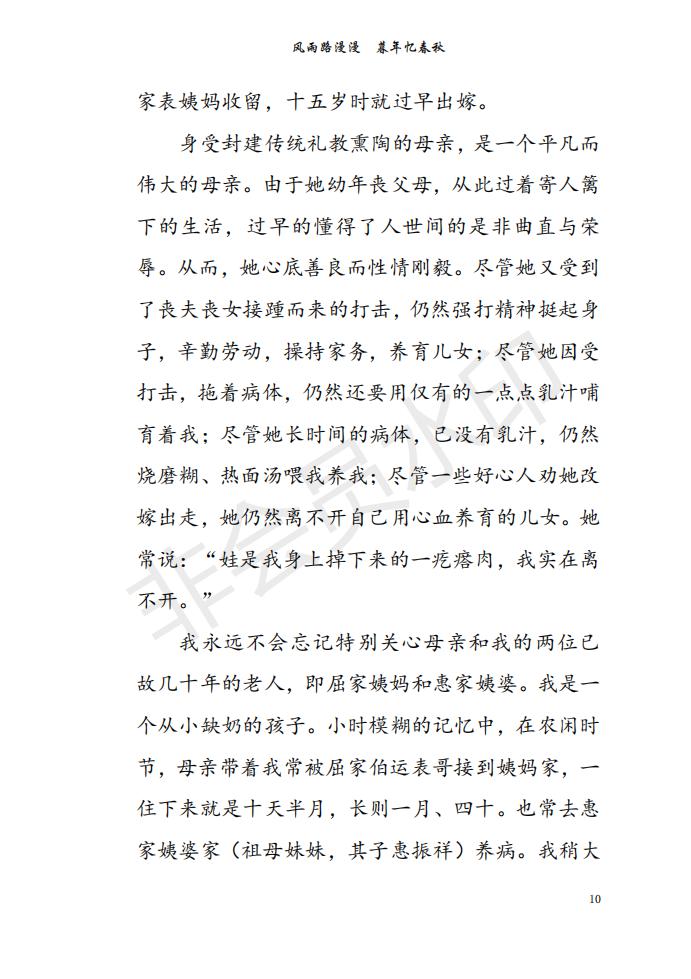 风雨路漫漫　暮年忆春秋
家表姨妈收留，十五岁时就过早出嫁。
身受封建传统礼教熏陶的母亲，是一个平凡而
伟大的母亲。由于她幼年丧父母，从此过着寄人篱
下的生活，过早的懂得了人世间的是非曲直与荣
辱。从而，她心底善良而性情刚毅。尽管她又受到
了丧夫丧女接踵而来的打击，仍然强打精神挺起身
子，辛勤劳动，操持家务，养育儿女；尽管她因受
打击，拖着病体，仍然还要用仅有的一点点乳汁哺
育着我；尽管她长时间的病体，已没有乳汁，仍然
烧磨糊、热面汤喂我养我；尽管一些好心人劝她改
嫁出走，她仍然离不开自己用心血养育的儿女。她
常说：“娃是我身上掉下来的一疙瘩肉，我实在离
不开。”
我永远不会忘记特别关心母亲和我的两位已
故几十年的老人，即屈家姨妈和惠家姨婆。我是一
个从小缺奶的孩子。小时模糊的记忆中，在农闲时
节，母亲带着我常被屈家伯运表哥接到姨妈家，一
住下来就是十天半月，长则一月、四十。也常去惠
家姨婆家（祖母妹妹，其子惠振祥）养病。我稍大
10
非会员水印